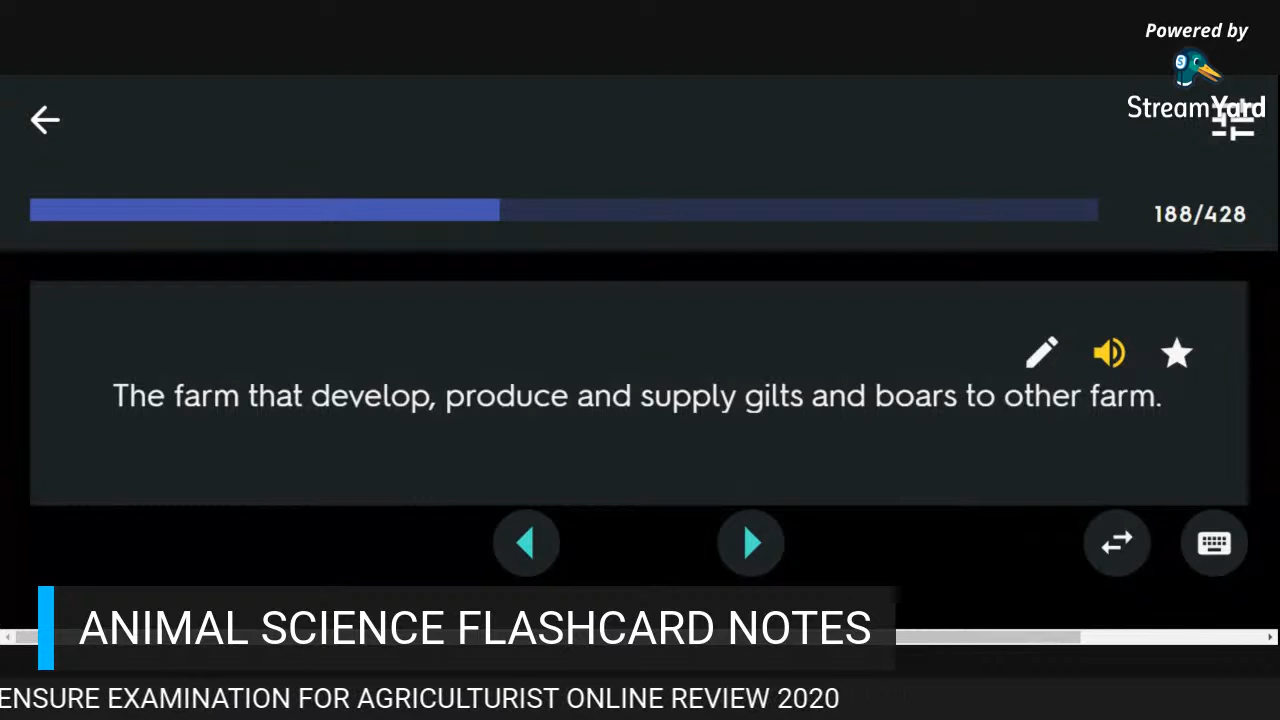 Powered by
StreamYard
188/428
The farm that develop, produce and supply gilts and boars to other farm.
ANIMAL SCIENCE FLASHCARD NOTES
ENSURE EXAMINATION FOR AGRICULTURIST ONLINE REVIEW 2020